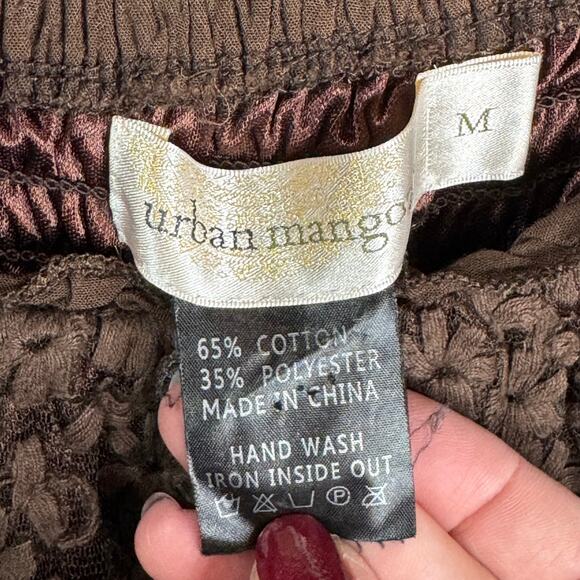 M
urban mango
65% COTTON
35% POLYESTER
MADE IN CHINA
HAND WASH
IRON INSIDE OUT
P